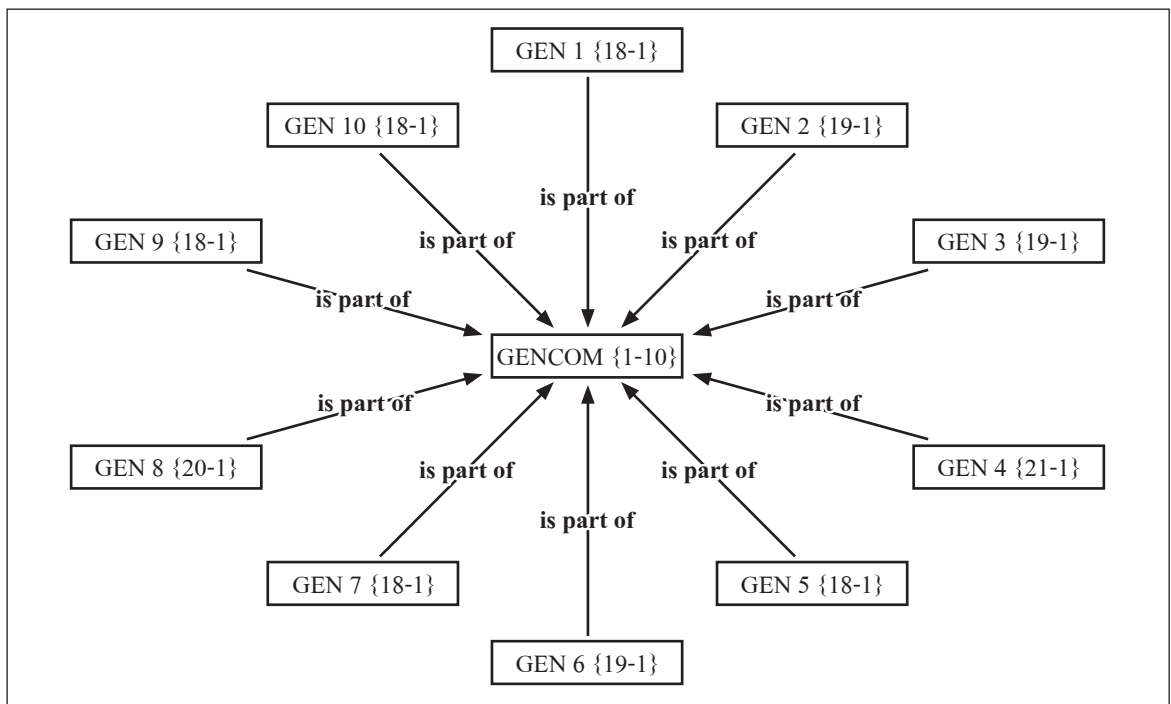 GEN 1 {18-1}
GEN 10 {18-1}
GEN 2 {19-1}
is part of
GEN 9 {18-1}
is part of
is part of
GEN 3 {19-1}
is part of
is part of
GENCOM {1-10}
is part of
is part of
GEN 8 {20-1}
is part of
is part of
GEN 4 {21-1}
is part of
GEN 7 {18-1}
GEN 5 {18-1}
GEN 6 {19-1}